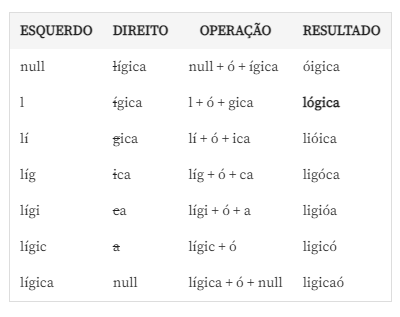 ESQUERDO DIREITO OPERAÇÃO RESULTADO
null lígica null + ó + ígica óigica
l ígica l + ó + gica lógica
lí gica lí + ó + ica lióica
líg ica líg + ó + ca ligóca
lígi ca lígi + ó + a ligióa
lígic a lígic + ó ligicó
lígica null lígica + ó + null ligicaó